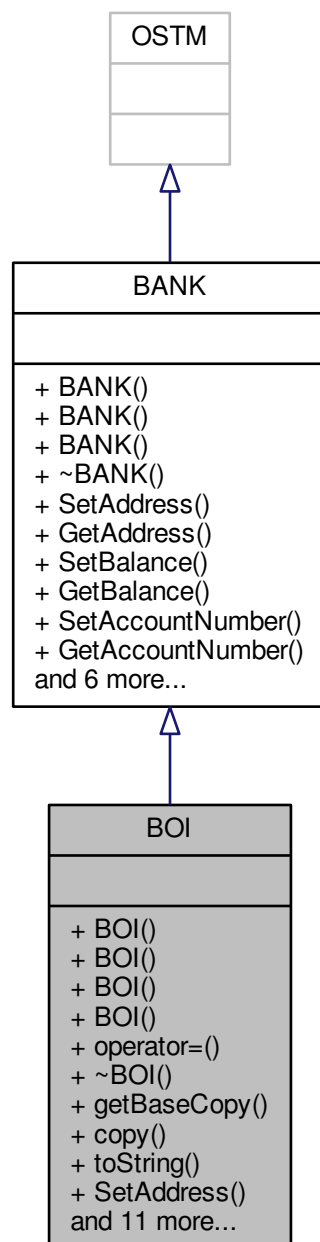 OSTM
BANK
+ BANK()
+ BANK()
+ BANK()
+ ~BANK()
+ SetAddress()
+ GetAddress()
+ SetBalance()
+ GetBalance()
+ SetAccountNumber()
+ GetAccountNumber()
and 6 more...
BOI
+ BOI()
+ BOI()
+ BOI()
+ BOI()
+ operator=()
+ ~BOI()
+ getBaseCopy()
+ copy()
+ toString()
+ SetAddress()
and 11 more...